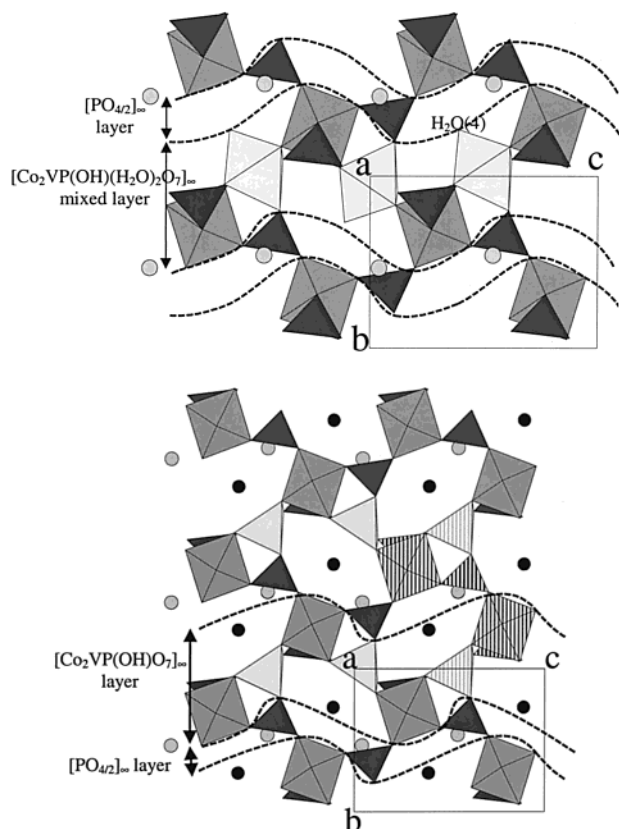 [PO4/2]∞
layer
H2O(4)
[Co2VP(OH)(H2O)2O7]∞
mixed layer
a
c
b
[Co2VP(OH)O7]∞
layer
a
c
[PO4/2]∞ layer
b